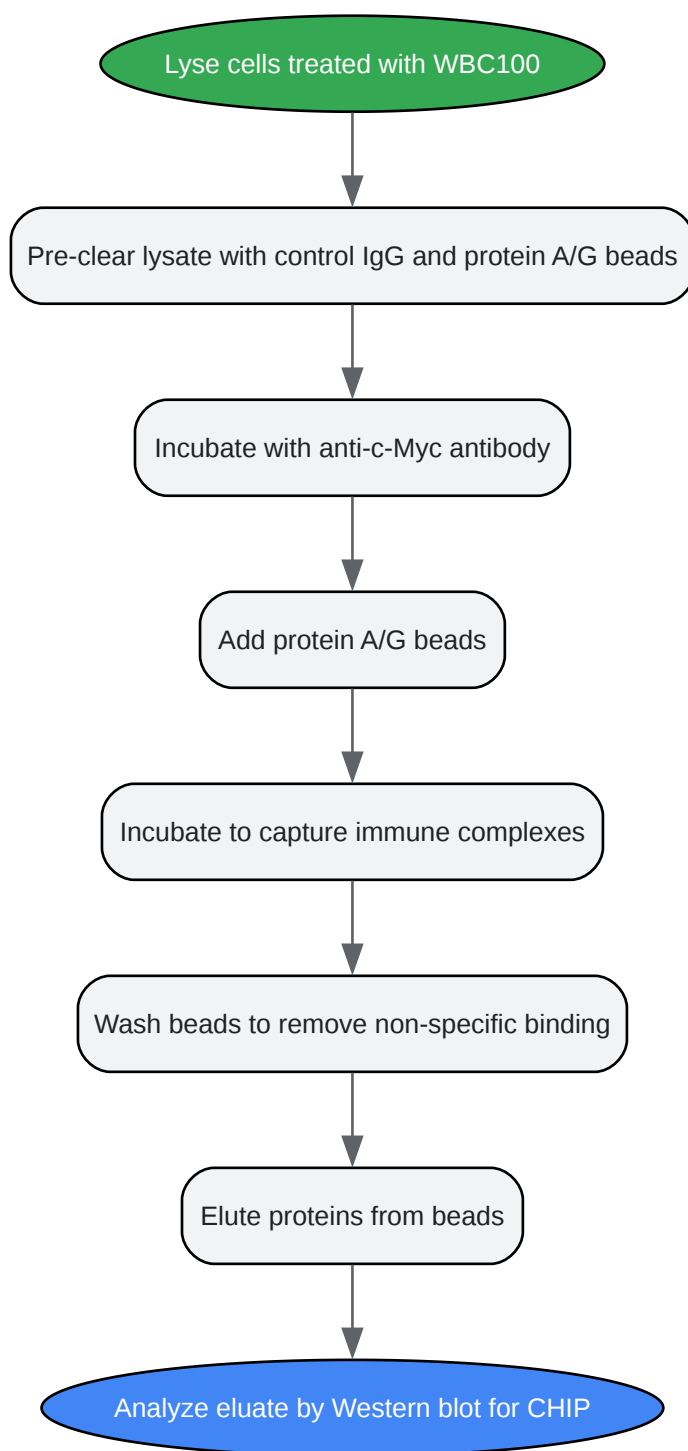 Lyse cells treated with WBC100
Pre-clear lysate with control IgG and protein A/G beads
Incubate with anti-c-Myc antibody
Add protein A/G beads
Incubate to capture immune complexes
Wash beads to remove non-specific binding
Elute proteins from beads
Analyze eluate by Western blot for CHIP